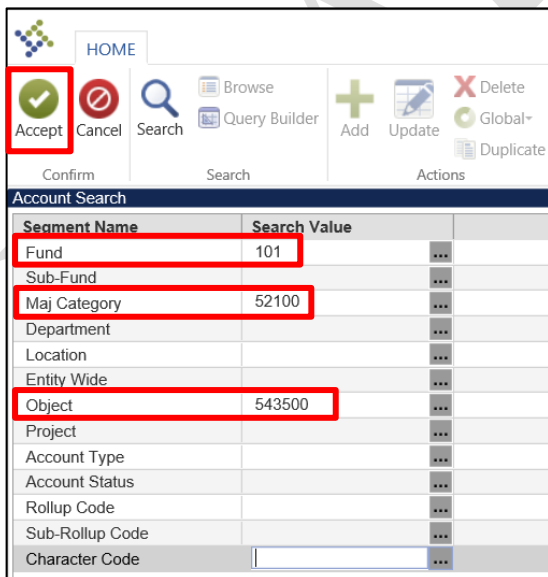 HOME
Accept Cancel Search Browse Add Update Delete
Query Builder Global
Duplicate
Confirm Search Actions
Account Search
Segment Name Search Value
Fund 101 ...
Sub-Fund ...
Maj Category 52100 ...
Department ...
Location ...
Entity Wide ...
Object 543500 ...
Project ...
Account Type ...
Account Status ...
Rollup Code ...
Sub-Rollup Code ...
Character Code ...